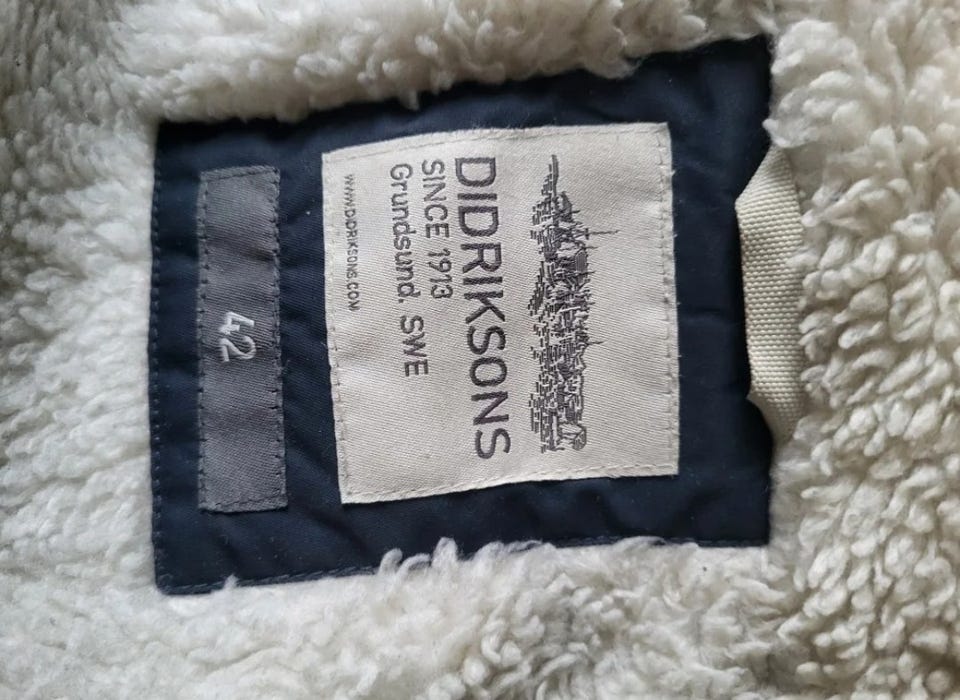 DIDRIKSONS
SINCE 1913
Grundsund. SWE
WWW.DIDRIKSONS.COM
42